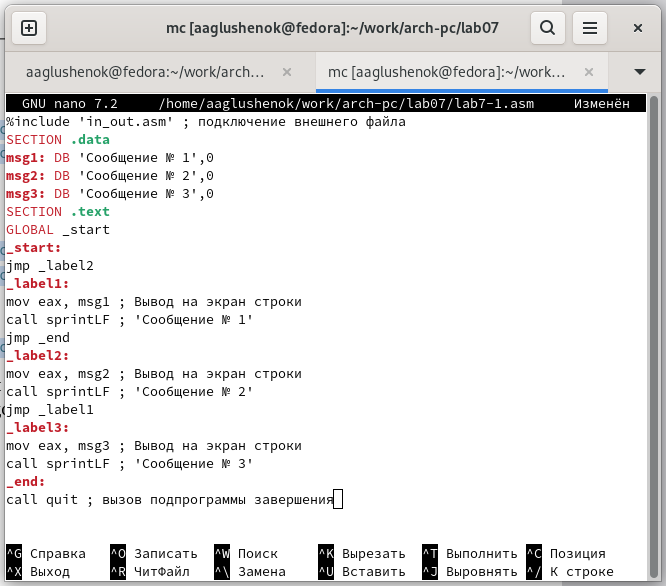 mc [aaglushenok@fedora]:~/work/arch-pc/lab07
aaglushenok@fedora:~/work/arch…
mc [aaglushenok@fedora]:~/work…
GNU nano 7.2 /home/aaglushenok/work/arch-pc/lab07/lab7-1.asm Изменён
%include 'in_out.asm' ; подключение внешнего файла
SECTION .data
msg1: DB 'Сообщение № 1',0
msg2: DB 'Сообщение № 2',0
msg3: DB 'Сообщение № 3',0
SECTION .text
GLOBAL _start
_start:
jmp _label2
_label1:
mov eax, msg1 ; Вывод на экран строки
call sprintLF ; 'Сообщение № 1'
jmp _end
_label2:
mov eax, msg2 ; Вывод на экран строки
call sprintLF ; 'Сообщение № 2'
jmp _label1
_label3:
mov eax, msg3 ; Вывод на экран строки
call sprintLF ; 'Сообщение № 3'
_end:
call quit ; вызов подпрограммы завершения
^G Справка ^O Записать ^W Поиск ^K Вырезать ^T Выполнить ^C Позиция
^X Выход ^R ЧитФайл ^\ Замена ^U Вставить ^J Выровнять ^/ К строке